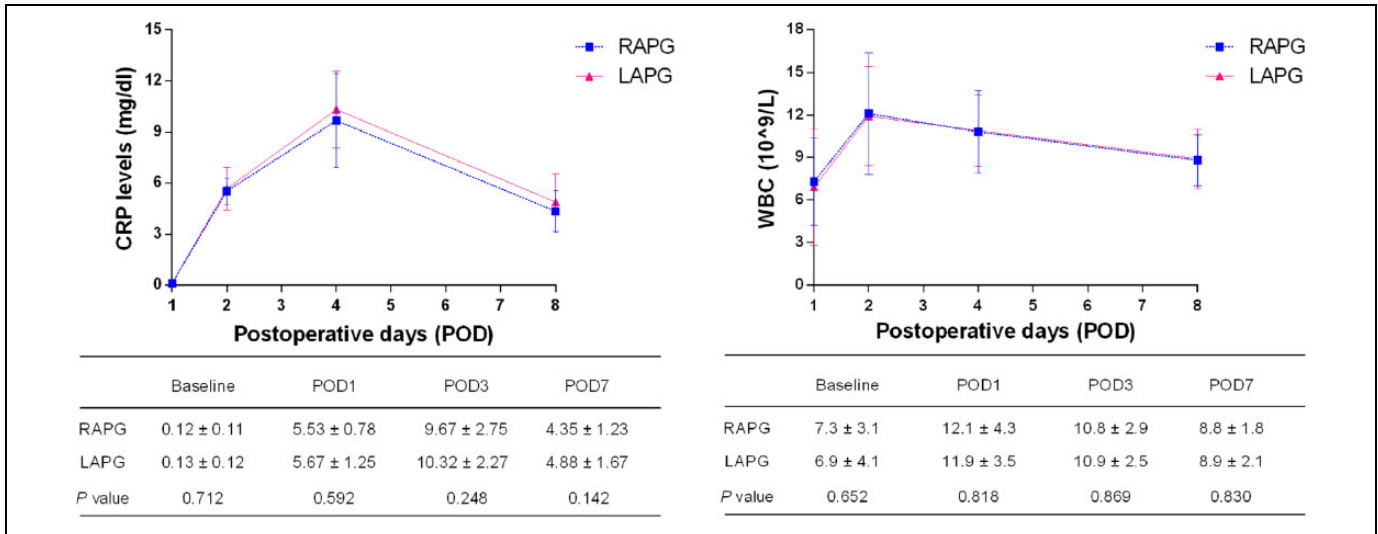 15
12
9
6
3
0
CRP levels (mg/dl)
RAPG
LAPG
1 2 3 4 5 6 7 8
Postoperative days (POD)
Baseline POD1 POD3 POD7
RAPG 0.12 ± 0.11 5.53 ± 0.78 9.67 ± 2.75 4.35 ± 1.23
LAPG 0.13 ± 0.12 5.67 ± 1.25 10.32 ± 2.27 4.88 ± 1.67
P value 0.712 0.592 0.248 0.142
18
15
12
9
6
3
0
WBC (10^9/L)
RAPG
LAPG
1 2 3 4 5 6 7 8
Postoperative days (POD)
Baseline POD1 POD3 POD7
RAPG 7.3 ± 3.1 12.1 ± 4.3 10.8 ± 2.9 8.8 ± 1.8
LAPG 6.9 ± 4.1 11.9 ± 3.5 10.9 ± 2.5 8.9 ± 2.1
P value 0.652 0.818 0.869 0.830